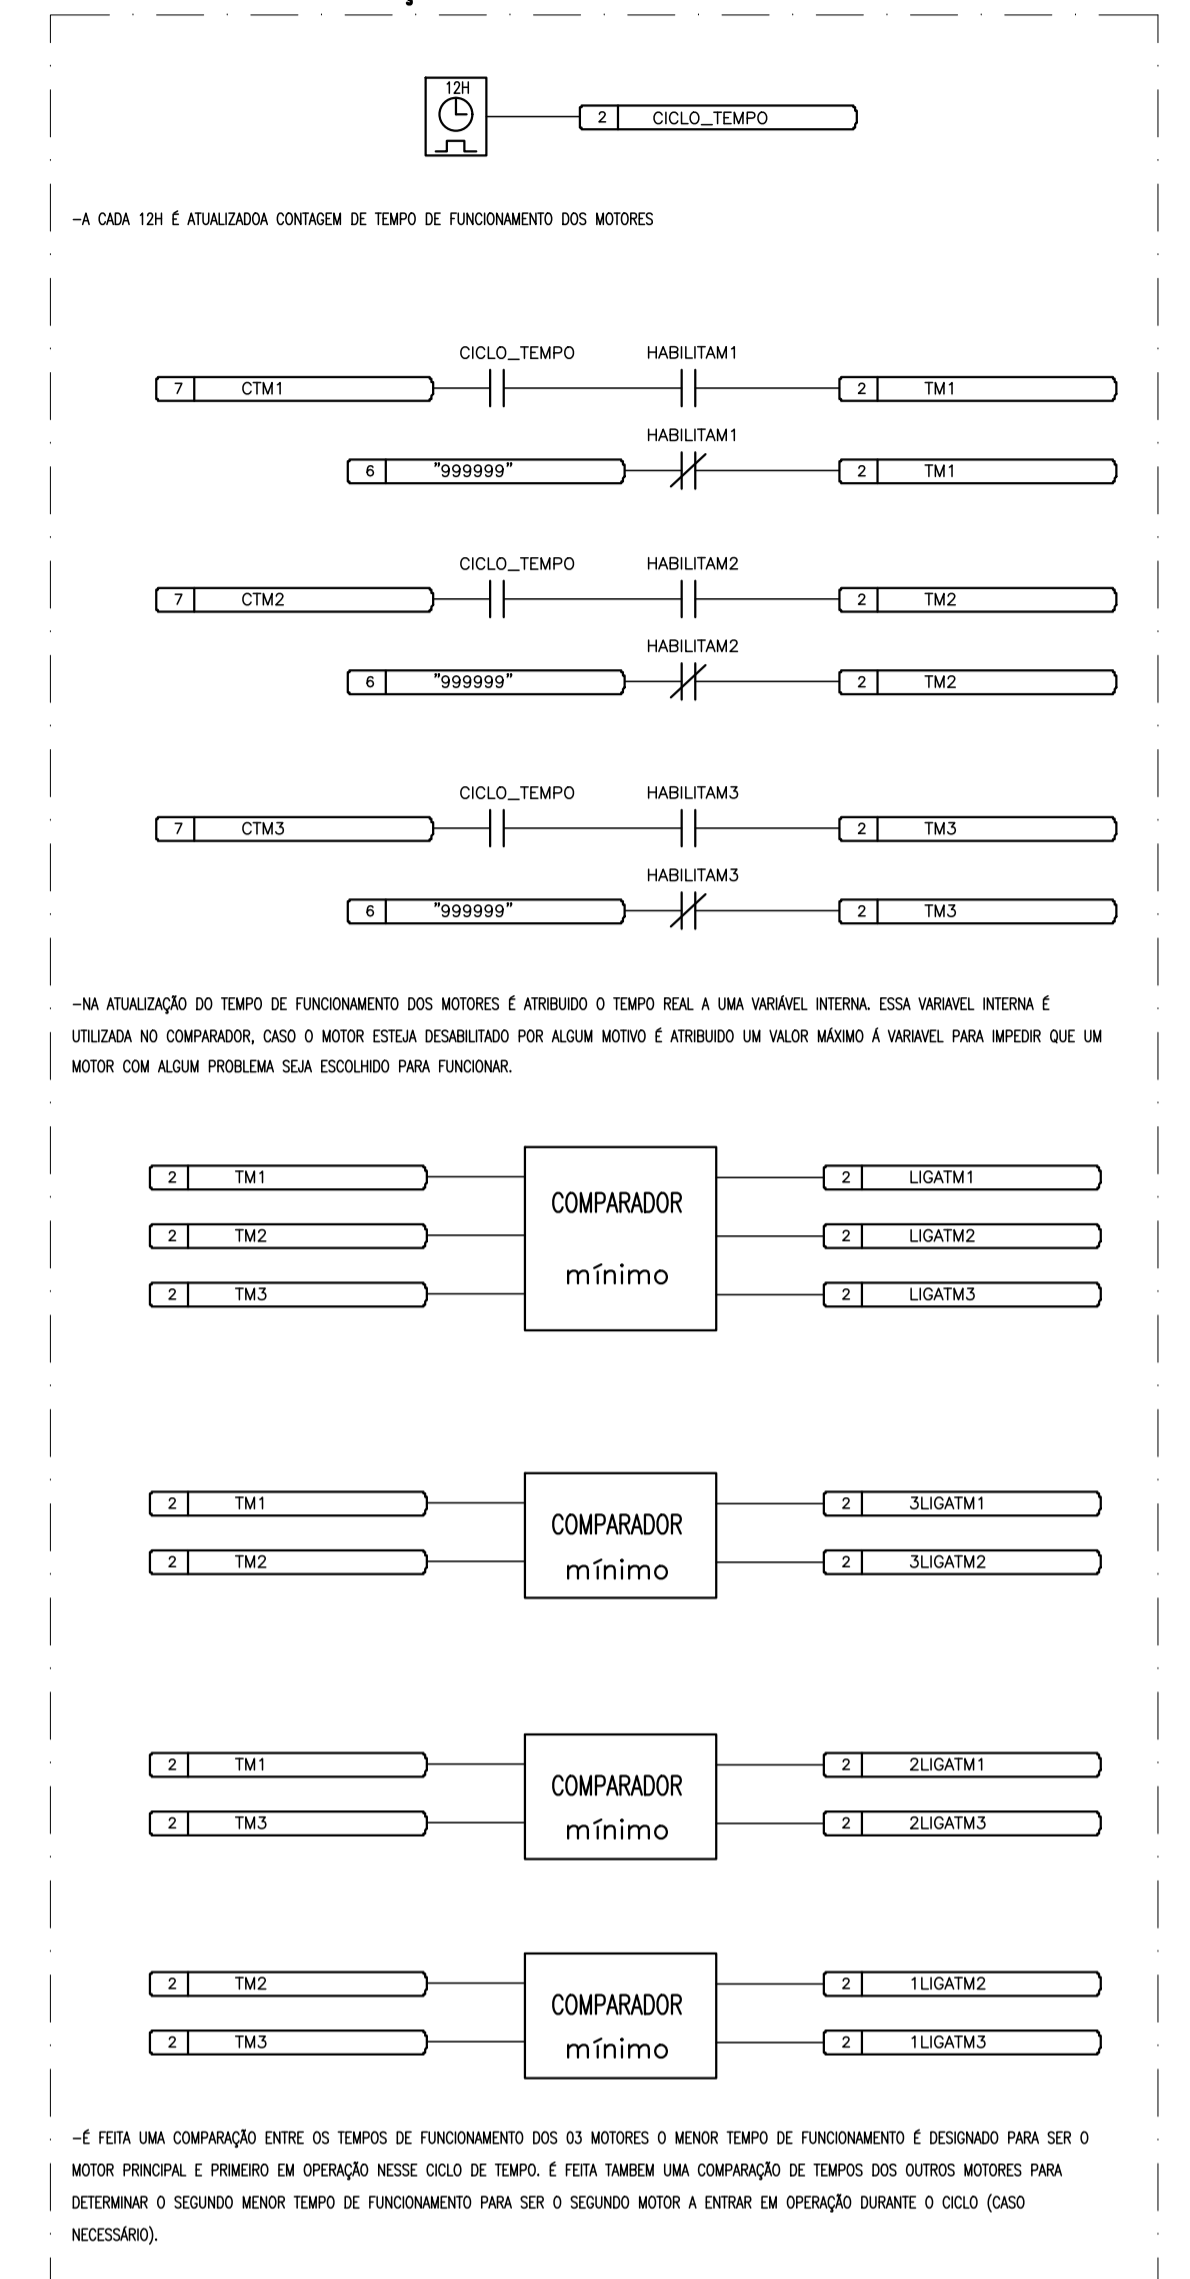 12H
2 CICLO_TEMPO
-A CADA 12H É ATUALIZADOA CONTAGEM DE TEMPO DE FUNCIONAMENTO DOS MOTORES
CICLO_TEMPO HABILITAM1
7 CTM1 2 TM1
HABILITAM1
6 "999999" 2 TM1
CICLO_TEMPO HABILITAM2
7 CTM2 2 TM2
HABILITAM2
6 "999999" 2 TM2
CICLO_TEMPO HABILITAM3
7 CTM3 2 TM3
HABILITAM3
6 "999999" 2 TM3
-NA ATUALIZAÇÃO DO TEMPO DE FUNCIONAMENTO DOS MOTORES É ATRIBUIDO O TEMPO REAL A UMA VARIÁVEL INTERNA. ESSA VARIAVEL INTERNA É
UTILIZADA NO COMPARADOR, CASO O MOTOR ESTEJA DESABILITADO POR ALGUM MOTIVO É ATRIBUIDO UM VALOR MÁXIMO Á VARIAVEL PARA IMPEDIR QUE UM
MOTOR COM ALGUM PROBLEMA SEJA ESCOLHIDO PARA FUNCIONAR.
2 TM1 2 LIGATM1
COMPARADOR
2 TM2 2 LIGATM2
mínimo
2 TM3 2 LIGATM3
2 TM1 2 3LIGATM1
COMPARADOR
2 TM2 2 3LIGATM2
mínimo
2 TM1 2 2LIGATM1
COMPARADOR
2 TM3 2 2LIGATM3
mínimo
2 TM2 2 1LIGATM2
COMPARADOR
2 TM3 2 1LIGATM3
mínimo
-É FEITA UMA COMPARAÇÃO ENTRE OS TEMPOS DE FUNCIONAMENTO DOS 03 MOTORES O MENOR TEMPO DE FUNCIONAMENTO É DESIGNADO PARA SER O
MOTOR PRINCIPAL E PRIMEIRO EM OPERAÇÃO NESSE CICLO DE TEMPO. É FEITA TAMBEM UMA COMPARAÇÃO DE TEMPOS DOS OUTROS MOTORES PARA
DETERMINAR O SEGUNDO MENOR TEMPO DE FUNCIONAMENTO PARA SER O SEGUNDO MOTOR A ENTRAR EM OPERAÇÃO DURANTE O CICLO (CASO
NECESSÁRIO).